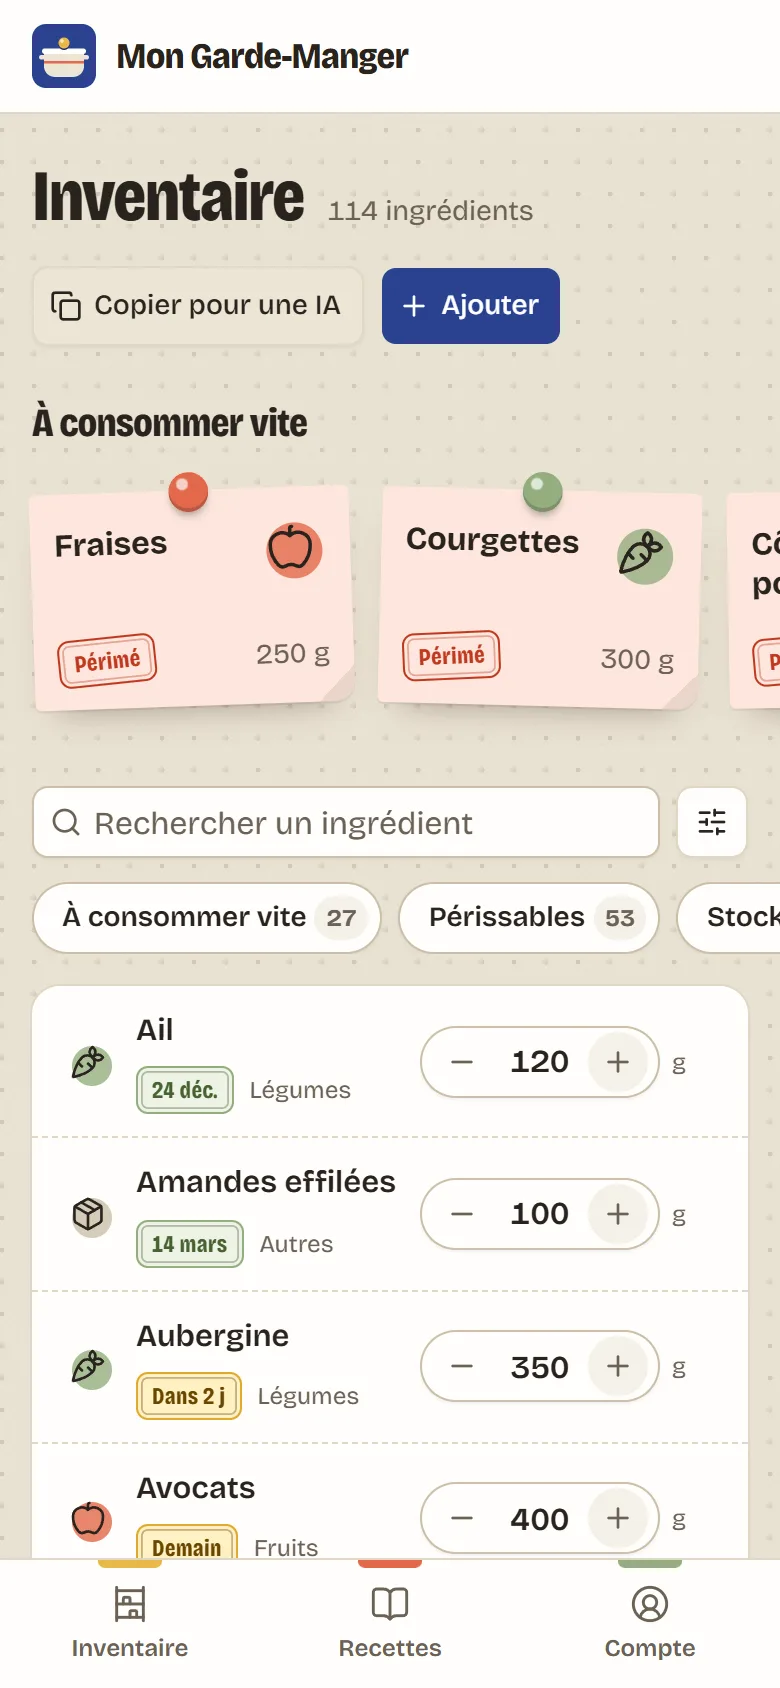 Mon Garde-Manger
Inventaire 114 ingrédients
Copier pour une IA
+ Ajouter
À consommer vite
Fraises
Périmé 250 g
Courgettes
Périmé 300 g
Rechercher un ingrédient
À consommer vite 27
Périssables 53
Stock
Ail
24 déc. Légumes
− 120 + g
Amandes effilées
14 mars Autres
− 100 + g
Aubergine
Dans 2 j Légumes
− 350 + g
Avocats
Demain Fruits
− 400 + g
Inventaire
Recettes
Compte